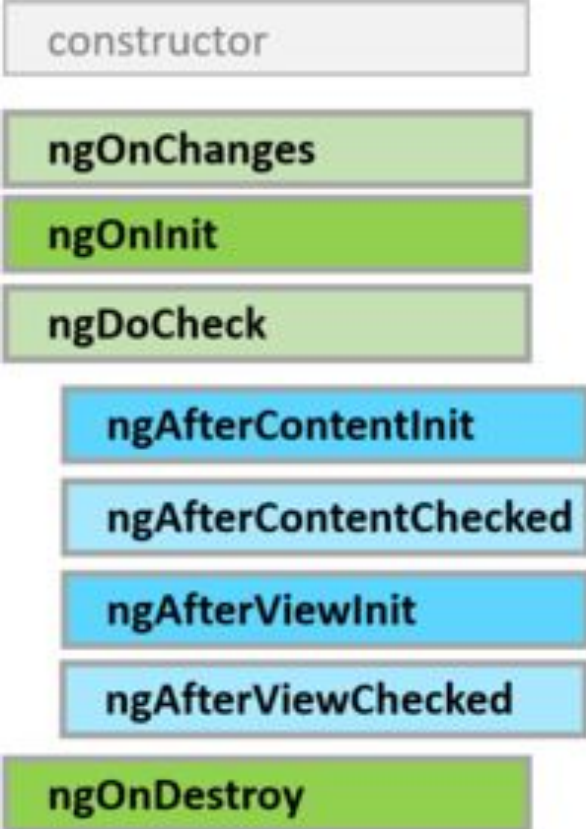 constructor
ngOnChanges
ngOnInit
ngDoCheck
ngAfterContentInit
ngAfterContentChecked
ngAfterViewInit
ngAfterViewChecked
ngOnDestroy